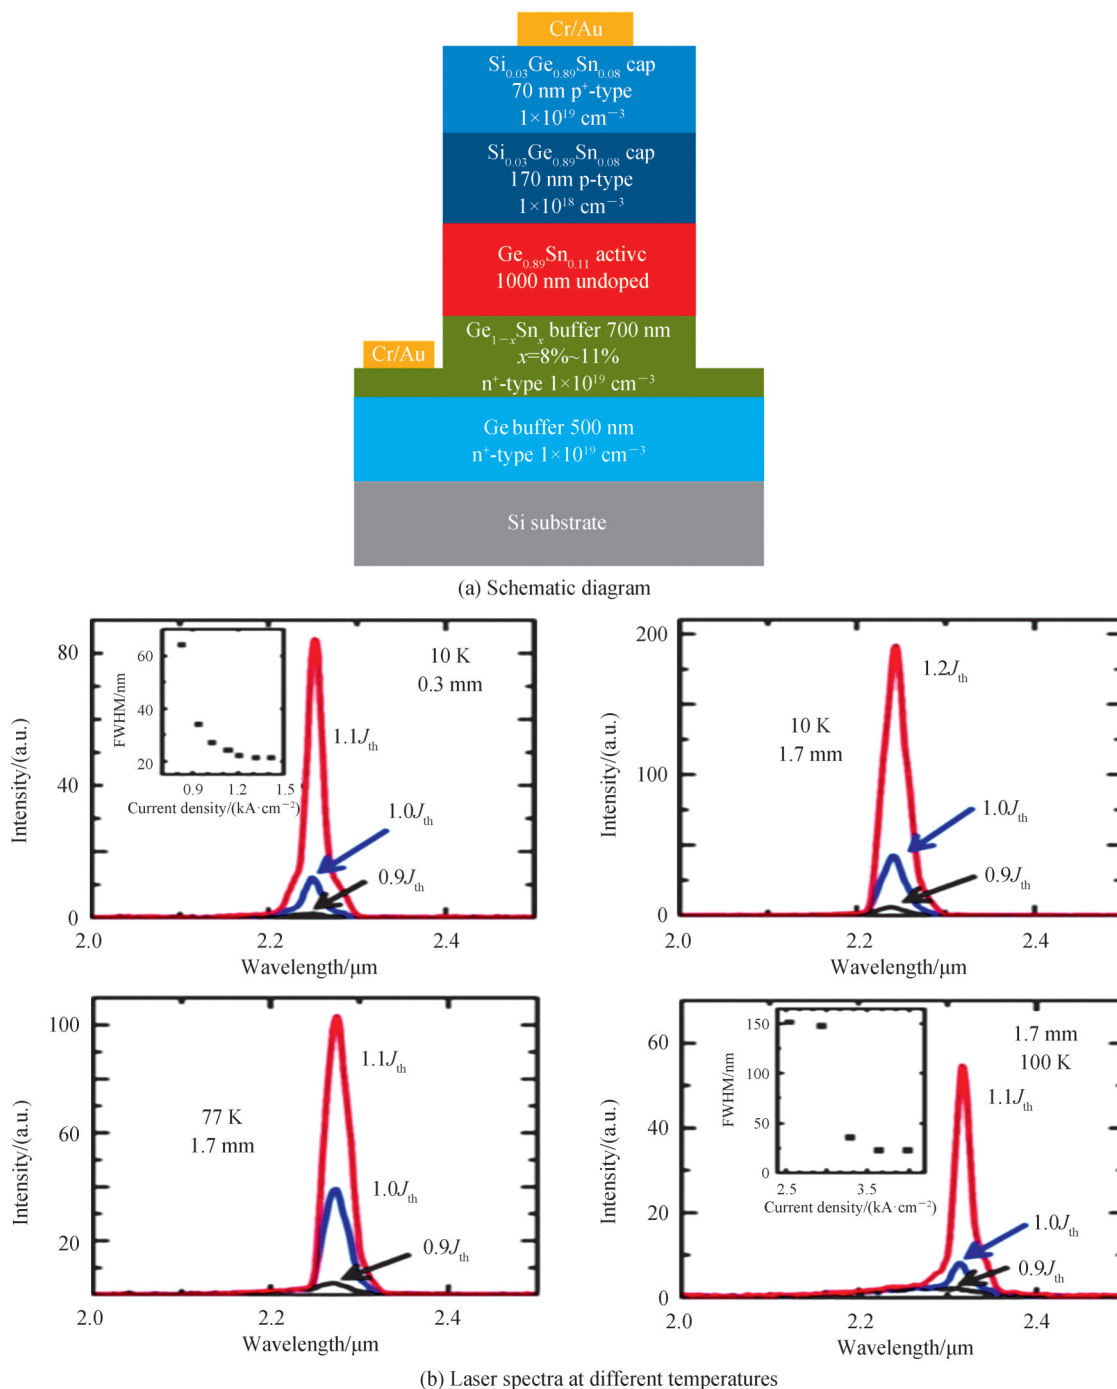 Cr/Au
Si₀.₀₃Ge₀.₈₉Sn₀.₀₈ cap
70 nm p⁺-type
1×10¹⁹ cm⁻³
Si₀.₀₃Ge₀.₈₉Sn₀.₀₈ cap
170 nm p-type
1×10¹⁸ cm⁻³
Ge₀.₈₉Sn₀.₁₁ activc
1000 nm undoped
Ge₁₋ₓSnₓ buffer 700 nm
x=8%~11%
n⁺-type 1×10¹⁹ cm⁻³
Cr/Au
Ge buffer 500 nm
n⁺-type 1×10¹⁹ cm⁻³
Si substrate
(a) Schematic diagram
Intensity/(a.u.)
80
40
0
2.0 2.2 2.4
Wavelength/μm
10 K
0.3 mm
1.1Jth
1.0Jth
0.9Jth
FWHM/nm
60
40
20
0.9 1.2 1.5
Current density/(kA·cm⁻²)
Intensity/(a.u.)
200
100
0
2.0 2.2 2.4
Wavelength/μm
10 K
1.7 mm
1.2Jth
1.0Jth
0.9Jth
Intensity/(a.u.)
100
60
20
2.0 2.2 2.4
Wavelength/μm
77 K
1.7 mm
1.1Jth
1.0Jth
0.9Jth
Intensity/(a.u.)
60
40
20
0
2.0 2.2 2.4
Wavelength/μm
1.7 mm
100 K
1.1Jth
1.0Jth
0.9Jth
FWHM/nm
150
100
50
0
2.5 3.5
Current density/(kA·cm⁻²)
(b) Laser spectra at different temperatures